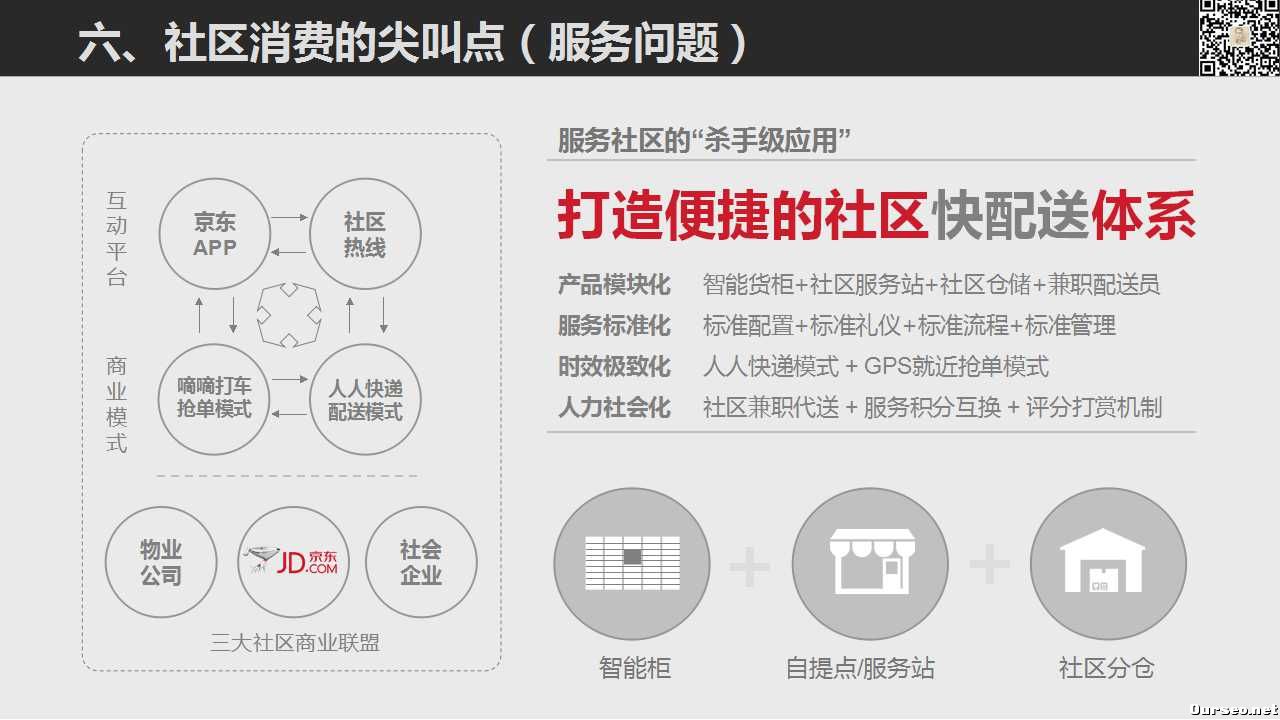 六、社区消费的尖叫点（服务问题）
互动平台
京东
APP
社区
热线
商业模式
嘀嘀打车
抢单模式
人人快递
配送模式
物业
公司
JD.COM 京东
社会
企业
三大社区商业联盟
服务社区的“杀手级应用”
打造便捷的社区快配送体系
产品模块化 智能货柜+社区服务站+社区仓储+兼职配送员
服务标准化 标准配置+标准礼仪+标准流程+标准管理
时效极致化 人人快递模式 + GPS就近抢单模式
人力社会化 社区兼职代送 + 服务积分互换 + 评分打赏机制
+
+
智能柜
自提点/服务站
社区分仓
Ourseo.net